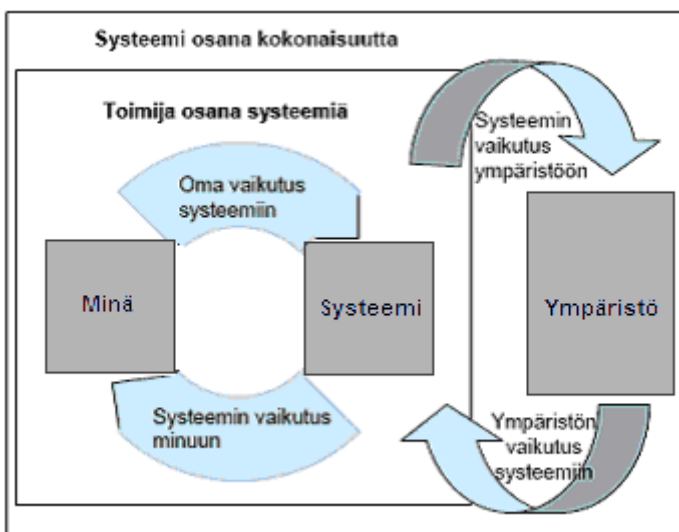 Systeemi osana kokonaisuutta
Toimija osana systeemiä
Systeemin
vaikutus
ympäristöön
Oma vaikutus
systeemiin
Minä
Systeemi
Ympäristö
Systeemin vaikutus
minuun
Ympäristön
vaikutus
systeemiin